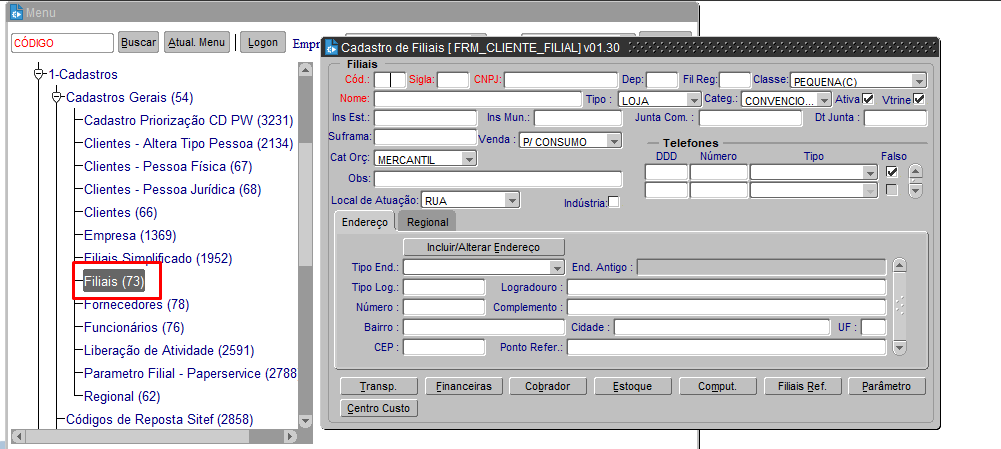 Menu
CÓDIGO Buscar Atual. Menu Logon Empr
1-Cadastros
Cadastros Gerais (54)
Cadastro Priorização CD PW (3231)
Clientes - Altera Tipo Pessoa (2134)
Clientes - Pessoa Física (67)
Clientes - Pessoa Jurídica (68)
Clientes (66)
Empresa (1369)
Filiais Simplificado (1952)
Filiais (73)
Fornecedores (78)
Funcionários (76)
Liberação de Atividade (2591)
Parametro Filial - Paperservice (2788
Regional (62)
Códigos de Reposta Sitef (2858)
Cadastro de Filiais [ FRM_CLIENTE_FILIAL] v01.30
Filiais
Cód.: Sigla: CNPJ: Dep: Fil Reg: Classe: PEQUENA(C)
Nome: Tipo : LOJA Categ.: CONVENCIO... Ativa Vtrine
Ins Est.: Ins Mun.: Junta Com. : Dt Junta :
Suframa: Venda : P/ CONSUMO
Telefones
Cat Orç: MERCANTIL DDD Número Tipo Falso
Obs:
Local de Atuação: RUA Indústria:
Endereço Regional
Incluir/Alterar Endereço
Tipo End.: End. Antigo :
Tipo Log.: Logradouro :
Número : Complemento :
Bairro : Cidade : UF :
CEP : Ponto Refer.:
Transp. Financeiras Cobrador Estoque Comput. Filiais Ref. Parâmetro
Centro Custo